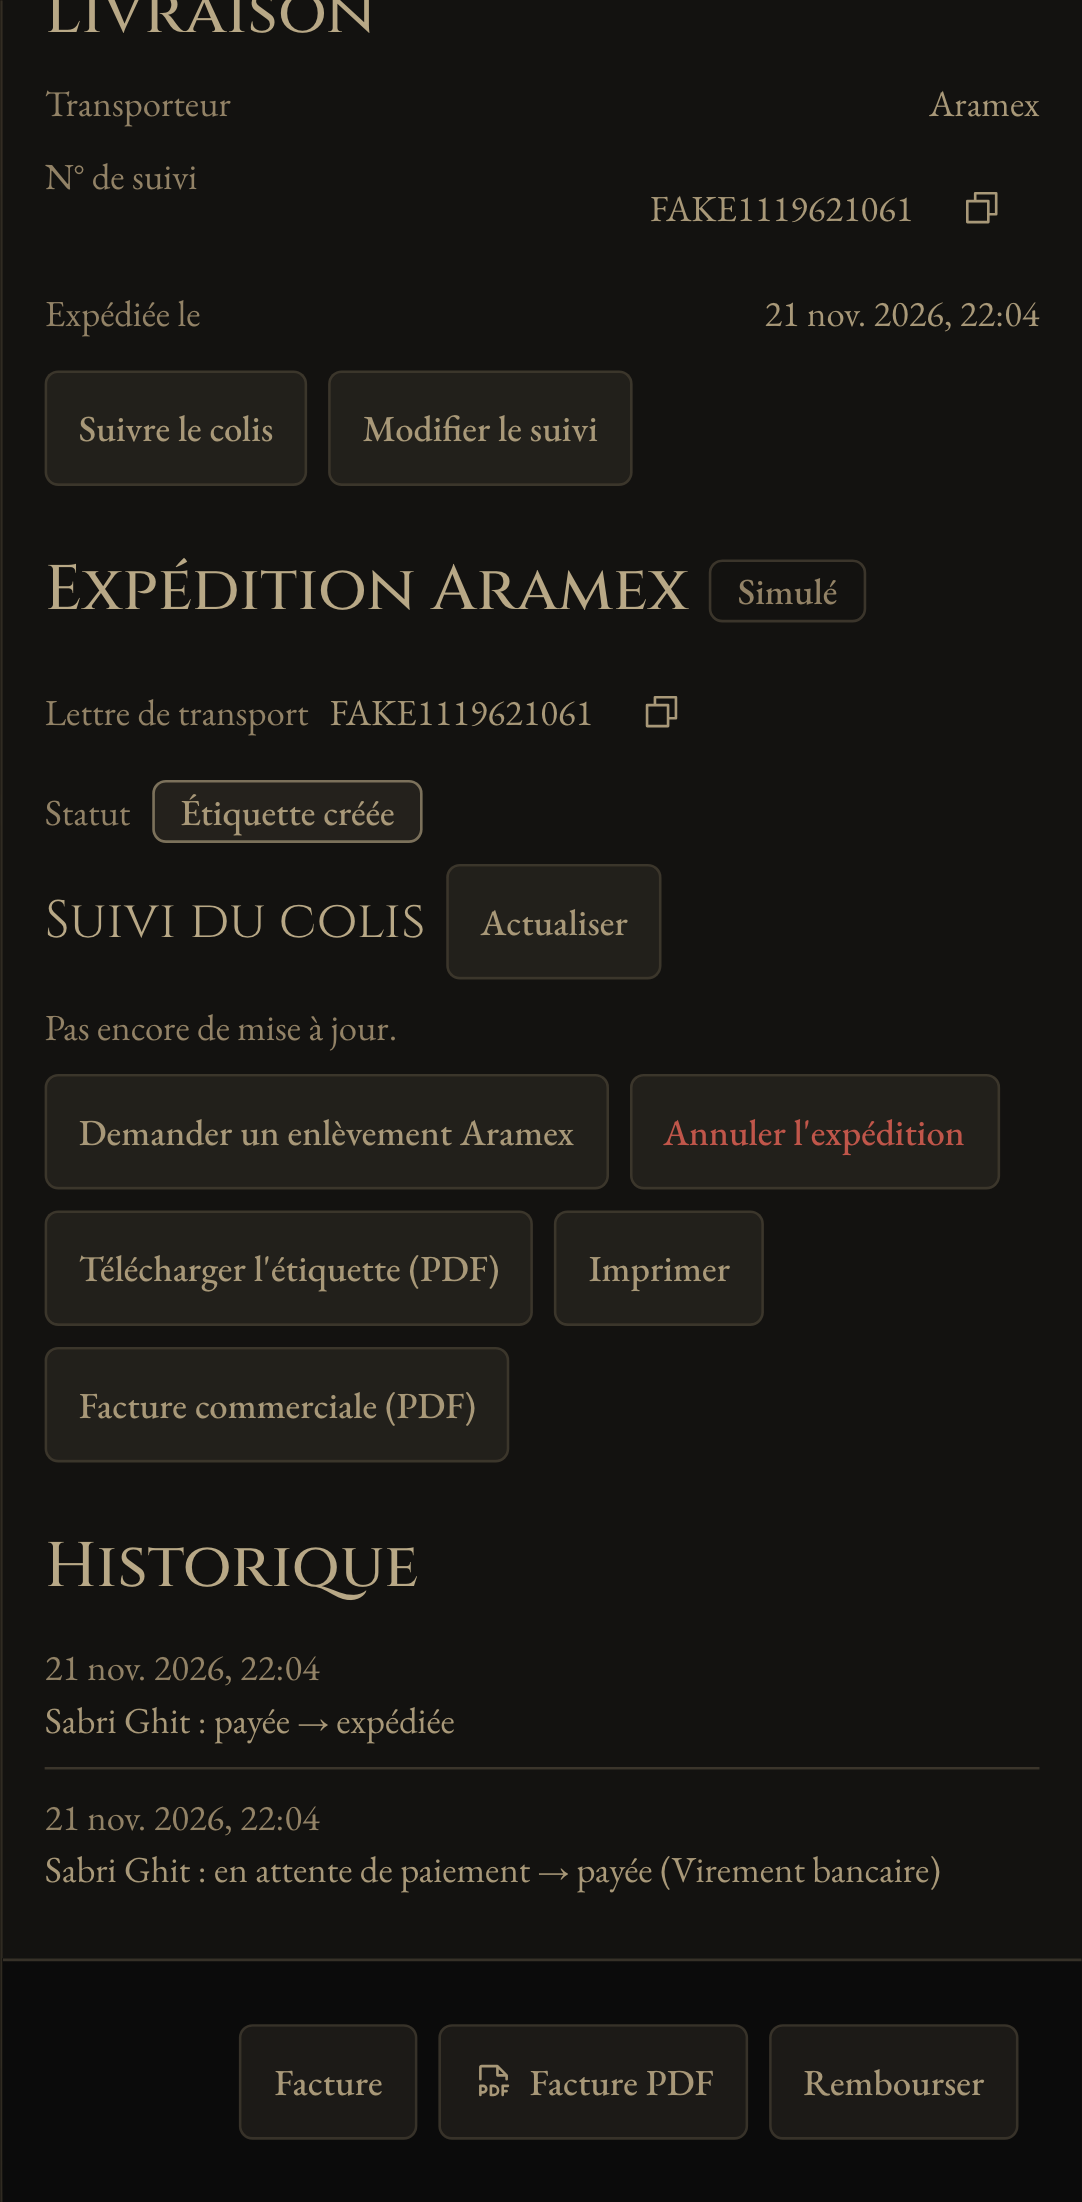 LIVRAISON
Transporteur Aramex
N° de suivi
FAKE1119621061
Expédiée le 21 nov. 2026, 22:04
Suivre le colis Modifier le suivi
EXPÉDITION ARAMEX Simulé
Lettre de transport FAKE1119621061
Statut Étiquette créée
SUIVI DU COLIS Actualiser
Pas encore de mise à jour.
Demander un enlèvement Aramex Annuler l'expédition
Télécharger l'étiquette (PDF) Imprimer
Facture commerciale (PDF)
HISTORIQUE
21 nov. 2026, 22:04
Sabri Ghit : payée → expédiée
21 nov. 2026, 22:04
Sabri Ghit : en attente de paiement → payée (Virement bancaire)
Facture PDF Facture PDF Rembourser